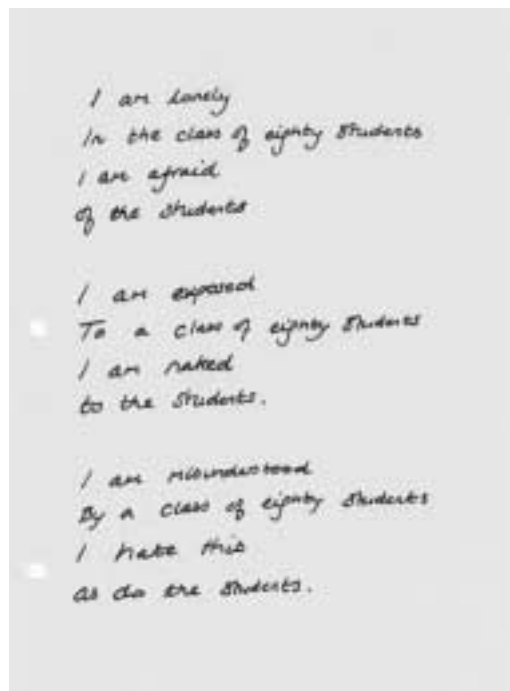 I am lonely
In the class of eighty students
I am afraid
of the students
I am exposed
To a class of eighty students
I am naked
to the students.
I am misunderstood
By a class of eighty students
I hate this
as do the students.